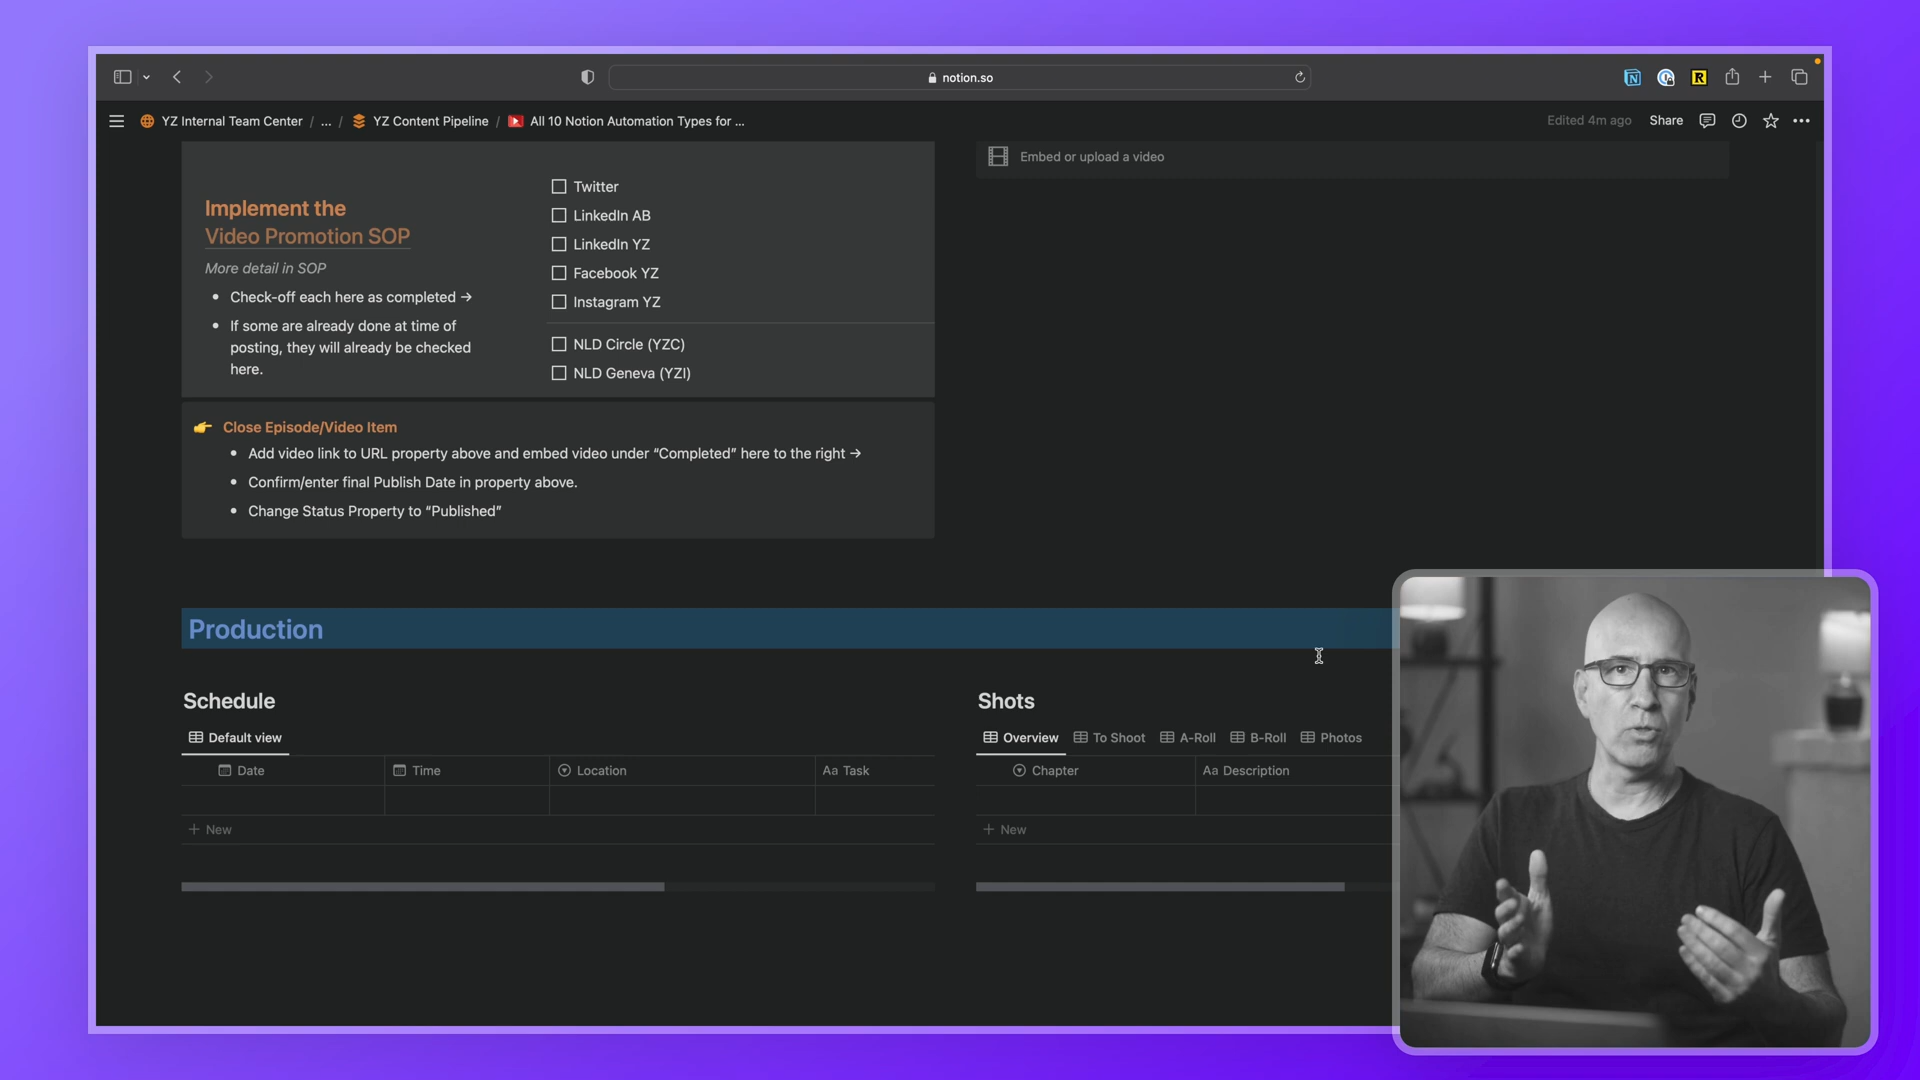 notion.so
YZ Internal Team Center / ... / YZ Content Pipeline / All 10 Notion Automation Types for ...
Edited 4m ago Share
Implement the
Video Promotion SOP
More detail in SOP
• Check-off each here as completed →
• If some are already done at time of
posting, they will already be checked
here.
Twitter
LinkedIn AB
LinkedIn YZ
Facebook YZ
Instagram YZ
NLD Circle (YZC)
NLD Geneva (YZI)
Embed or upload a video
👉 Close Episode/Video Item
• Add video link to URL property above and embed video under “Completed” here to the right →
• Confirm/enter final Publish Date in property above.
• Change Status Property to “Published”
Production
Schedule
Default view
Date Time Location Aa Task
+ New
Shots
Overview To Shoot A-Roll B-Roll Photos
Chapter Aa Description
+ New